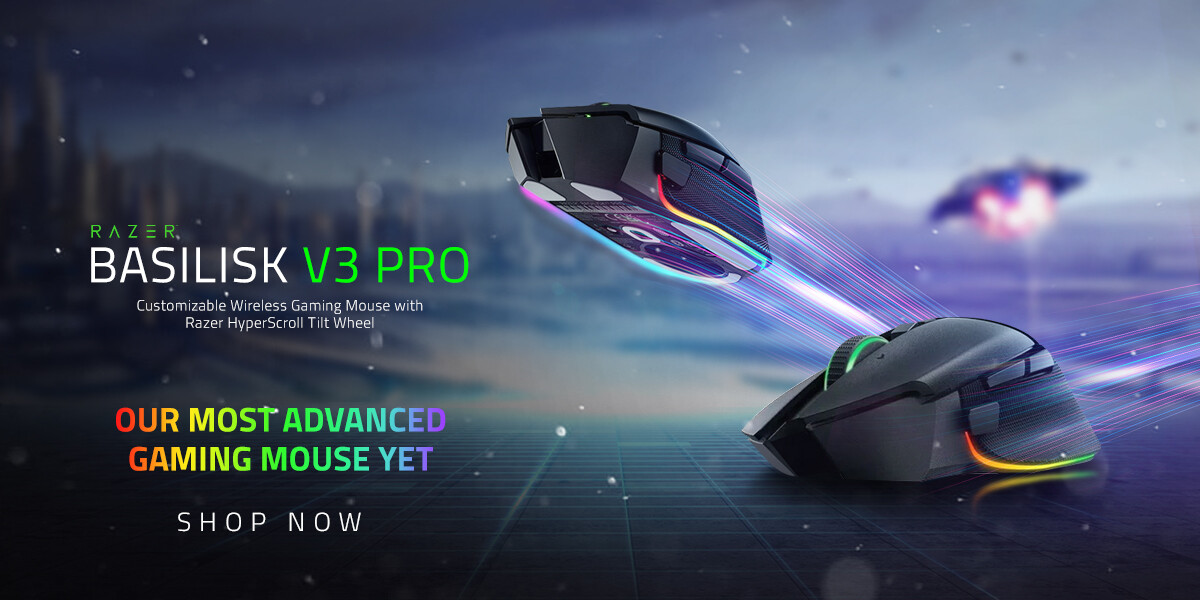 RAZER
BASILISK V3 PRO
Customizable Wireless Gaming Mouse with
Razer HyperScroll Tilt Wheel
OUR MOST ADVANCED
GAMING MOUSE YET
SHOP NOW